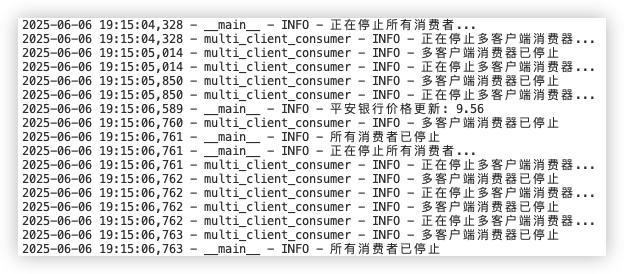 2025-06-06 19:15:04,328 - __main__ - INFO - 正在停止所有消费者...
2025-06-06 19:15:04,328 - multi_client_consumer - INFO - 正在停止多客户端消费器...
2025-06-06 19:15:05,014 - multi_client_consumer - INFO - 多客户端消费器已停止
2025-06-06 19:15:05,014 - multi_client_consumer - INFO - 正在停止多客户端消费器...
2025-06-06 19:15:05,850 - multi_client_consumer - INFO - 多客户端消费器已停止
2025-06-06 19:15:05,850 - multi_client_consumer - INFO - 正在停止多客户端消费器...
2025-06-06 19:15:06,589 - __main__ - INFO - 平安银行价格更新: 9.56
2025-06-06 19:15:06,760 - multi_client_consumer - INFO - 多客户端消费器已停止
2025-06-06 19:15:06,761 - __main__ - INFO - 所有消费者已停止
2025-06-06 19:15:06,761 - __main__ - INFO - 正在停止所有消费者...
2025-06-06 19:15:06,761 - multi_client_consumer - INFO - 正在停止多客户端消费器...
2025-06-06 19:15:06,762 - multi_client_consumer - INFO - 多客户端消费器已停止
2025-06-06 19:15:06,762 - multi_client_consumer - INFO - 正在停止多客户端消费器...
2025-06-06 19:15:06,762 - multi_client_consumer - INFO - 多客户端消费器已停止
2025-06-06 19:15:06,762 - multi_client_consumer - INFO - 正在停止多客户端消费器...
2025-06-06 19:15:06,763 - multi_client_consumer - INFO - 多客户端消费器已停止
2025-06-06 19:15:06,763 - __main__ - INFO - 所有消费者已停止